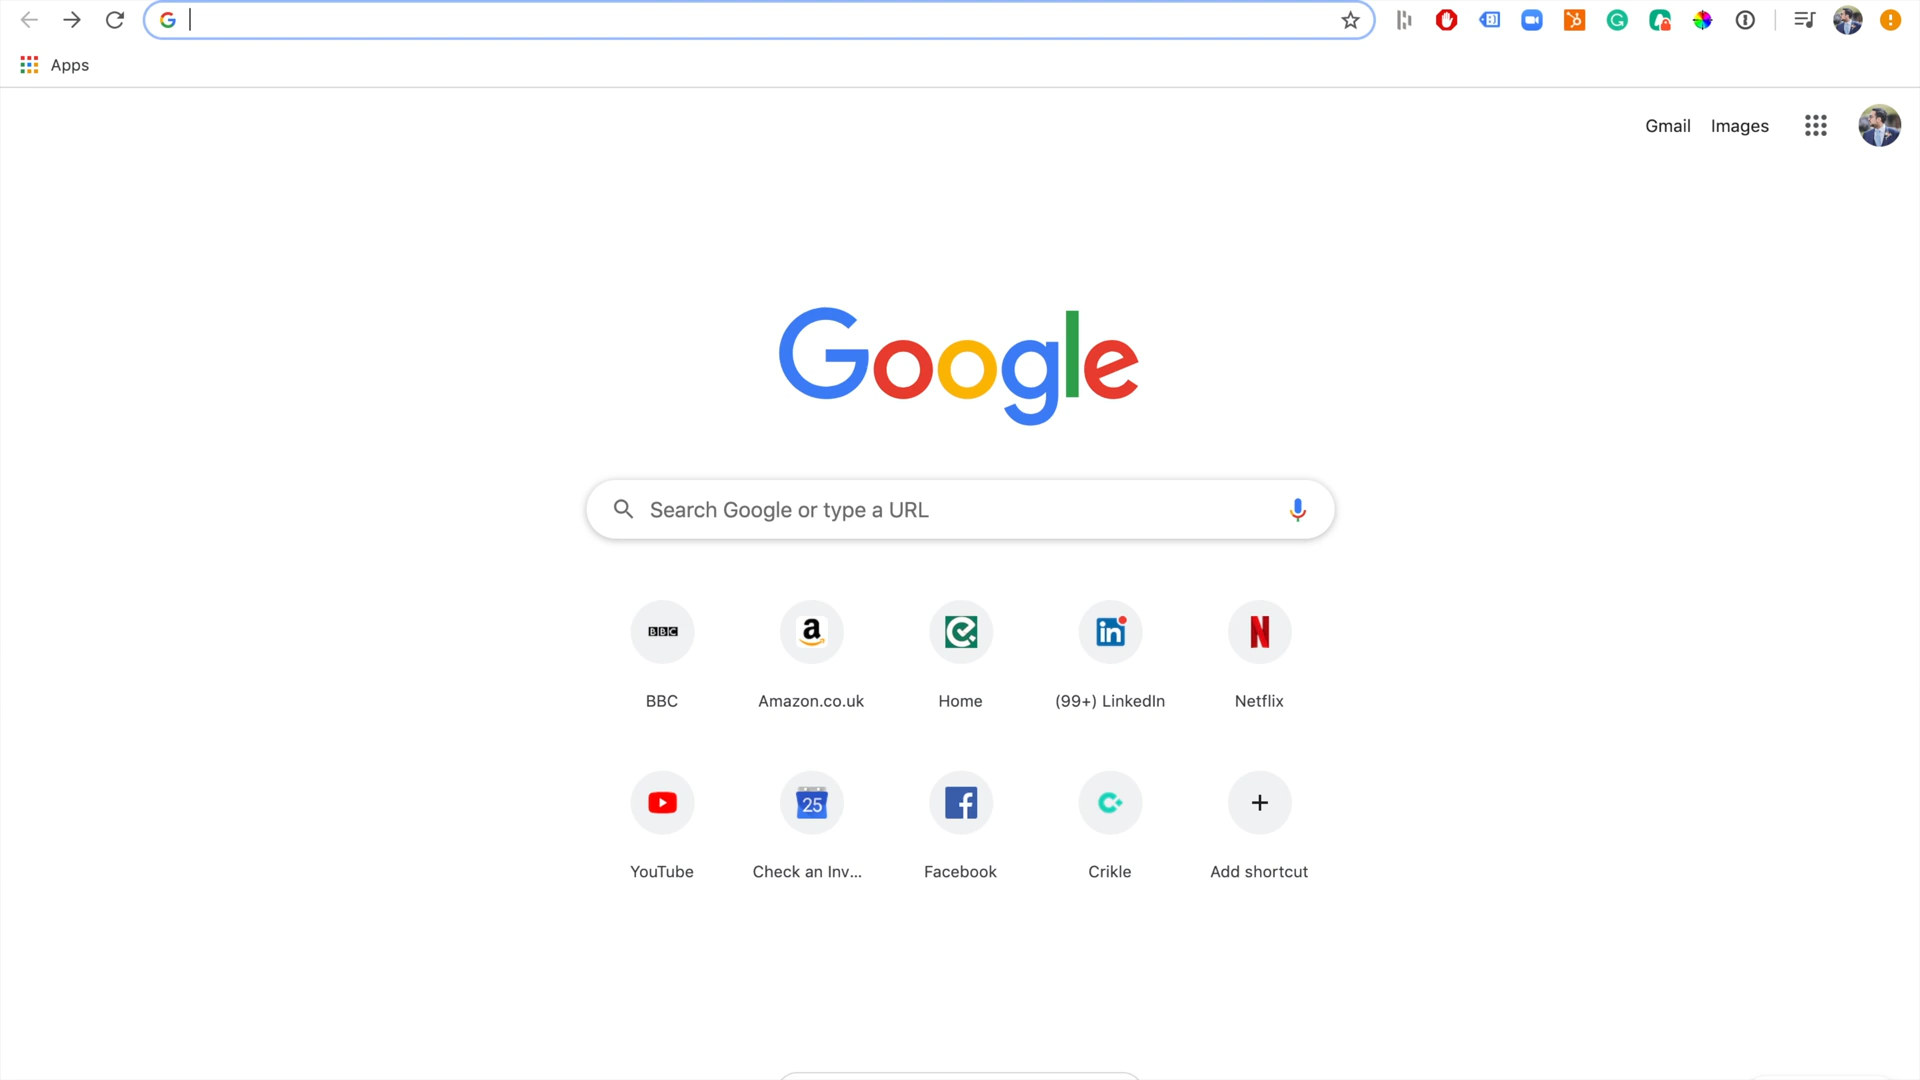 Apps
Gmail Images
Google
Search Google or type a URL
BBC
a
in
N
BBC Amazon.co.uk Home (99+) LinkedIn Netflix
25
f
YouTube Check an Inv... Facebook Crikle Add shortcut